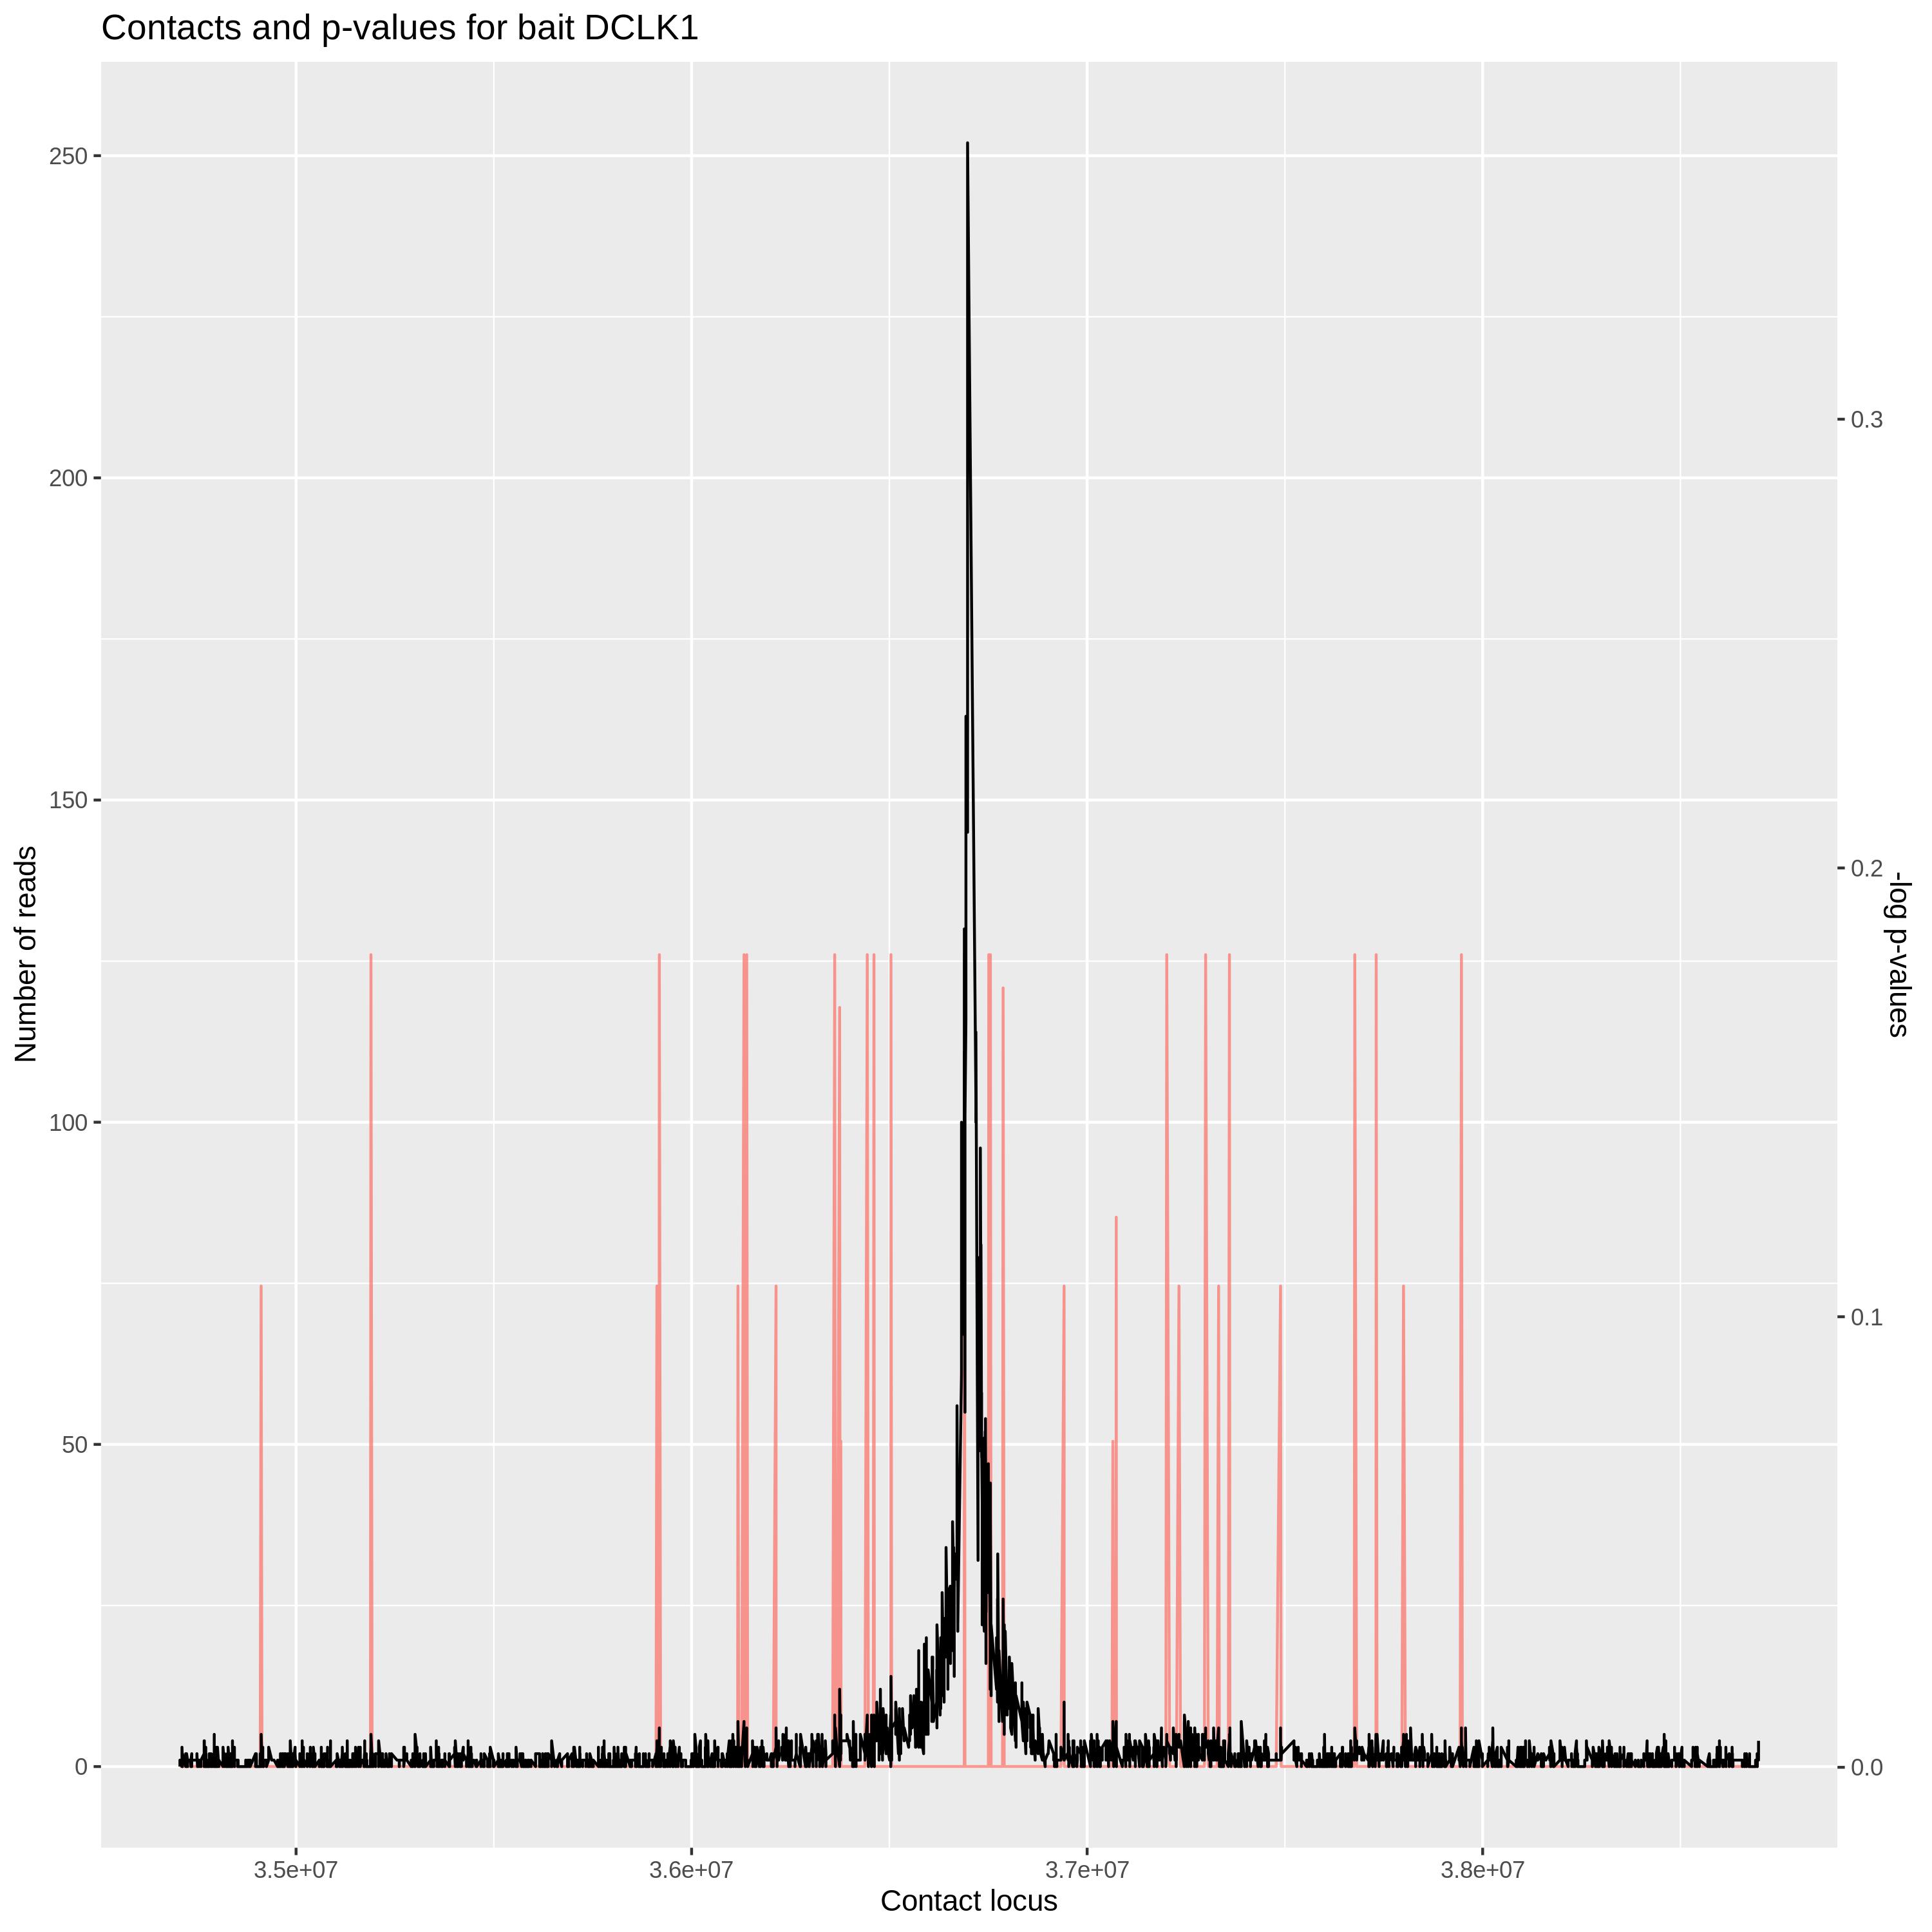 Contacts and p-values for bait DCLK1
250
200
150
100
50
0
Number of reads
0.3
0.2
0.1
0.0
-log p-values
3.5e+07
3.6e+07
3.7e+07
3.8e+07
Contact locus